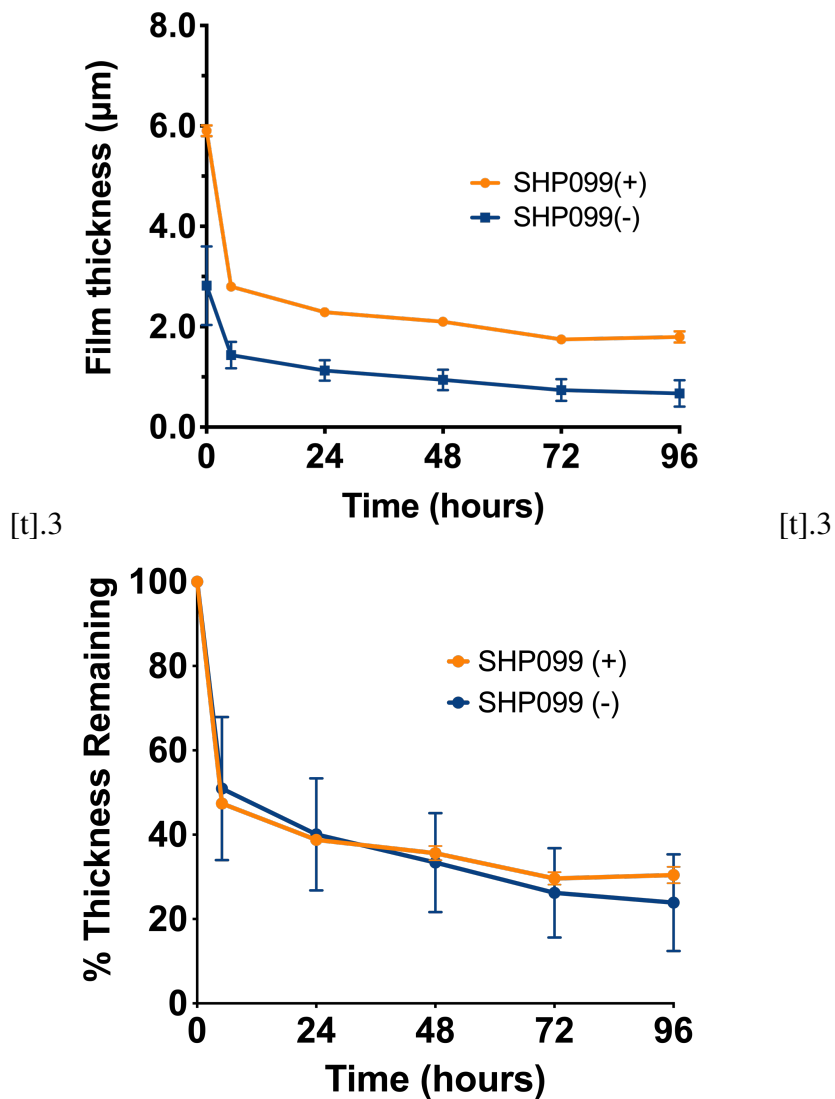 8.0
6.0
4.0
2.0
0.0
Film thickness (µm)
SHP099(+)
SHP099(-)
0 24 48 72 96
Time (hours)
[t].3 [t].3
100
80
60
40
20
0
% Thickness Remaining
SHP099 (+)
SHP099 (-)
0 24 48 72 96
Time (hours)